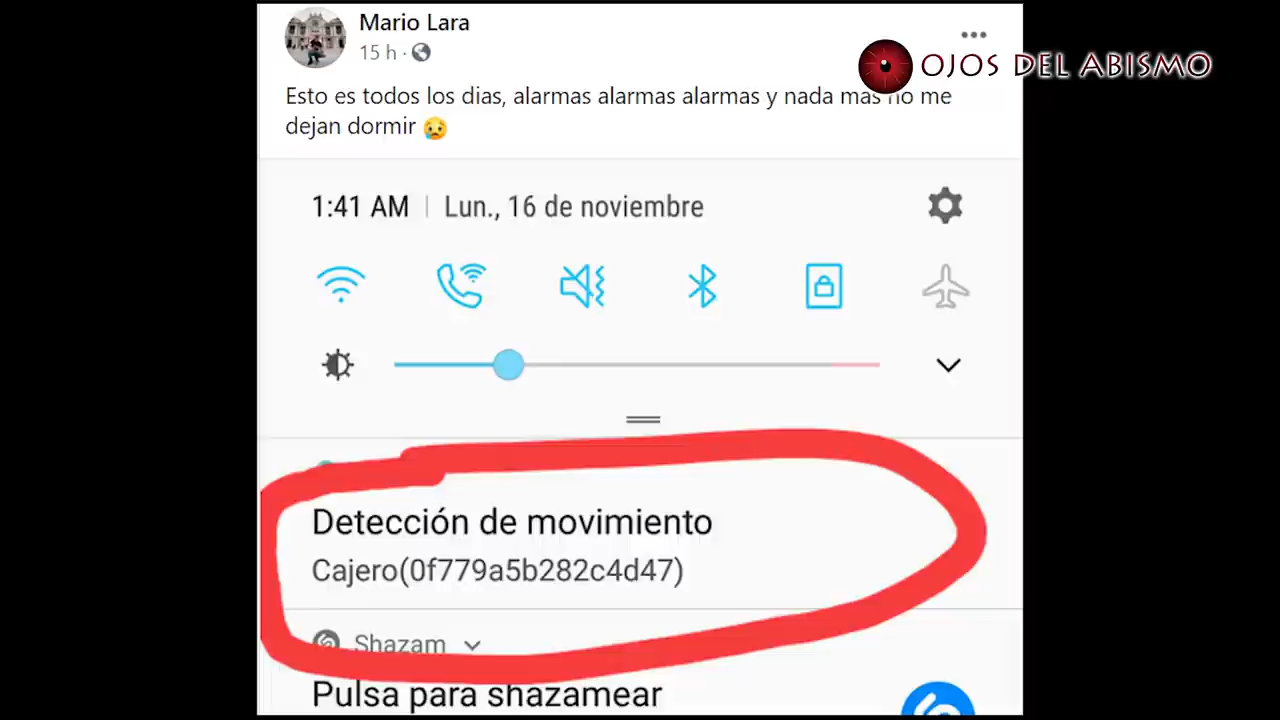 Mario Lara
15 h ·
OJOS DEL ABISMO
Esto es todos los dias, alarmas alarmas alarmas y nada mas no me
dejan dormir 😥
1:41 AM | Lun., 16 de noviembre
Detección de movimiento
Cajero(0f779a5b282c4d47)
Shazam
Pulsa para shazamear